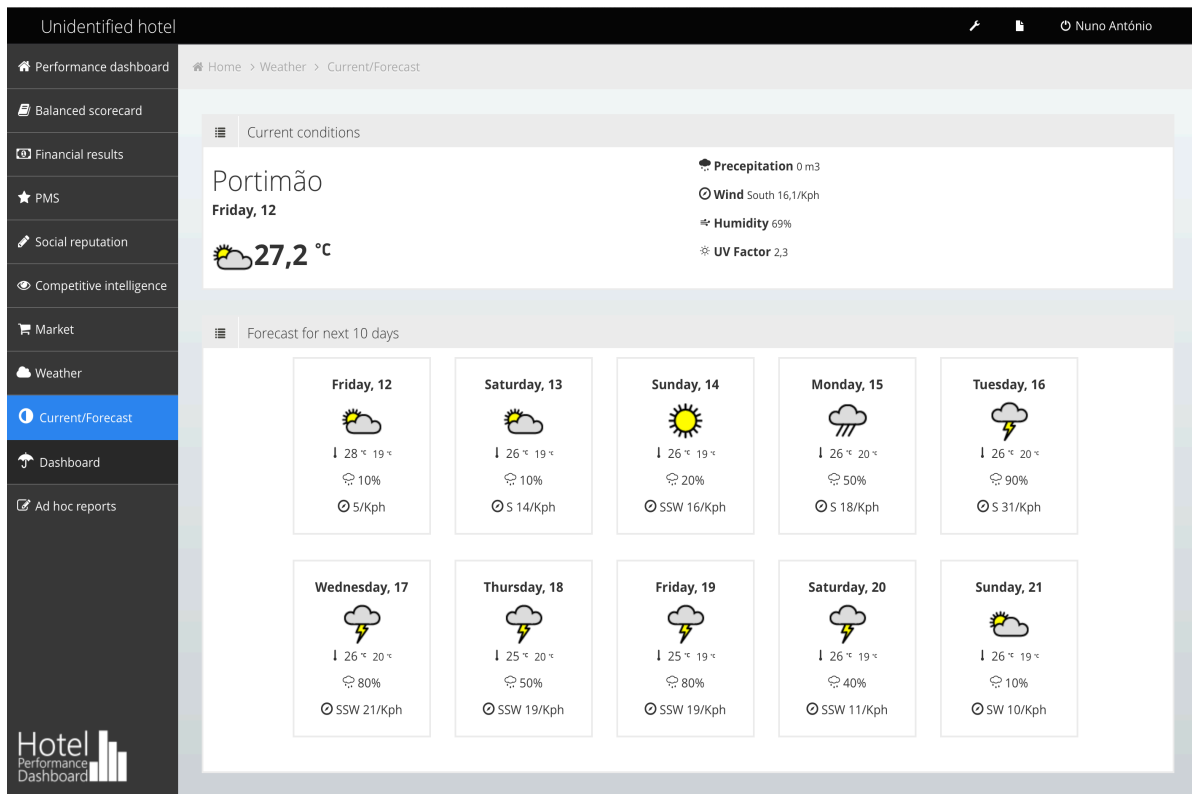 Unidentified hotel
Nuno António
Performance dashboard
Balanced scorecard
Financial results
PMS
Social reputation
Competitive intelligence
Market
Weather
Current/Forecast
Dashboard
Ad hoc reports
Hotel
Performance
Dashboard
Home > Weather > Current/Forecast
Current conditions
Portimão
Friday, 12
27,2 °C
Precepitation 0 m3
Wind South 16,1/Kph
Humidity 69%
UV Factor 2,3
Forecast for next 10 days
Friday, 12
28 °C 19 °C
10%
5/Kph
Saturday, 13
26 °C 19 °C
10%
S 14/Kph
Sunday, 14
26 °C 19 °C
20%
SSW 16/Kph
Monday, 15
26 °C 20 °C
50%
S 18/Kph
Tuesday, 16
26 °C 20 °C
90%
S 31/Kph
Wednesday, 17
26 °C 20 °C
80%
SSW 21/Kph
Thursday, 18
25 °C 20 °C
50%
SSW 19/Kph
Friday, 19
25 °C 19 °C
80%
SSW 19/Kph
Saturday, 20
26 °C 19 °C
40%
SSW 11/Kph
Sunday, 21
26 °C 19 °C
10%
SW 10/Kph